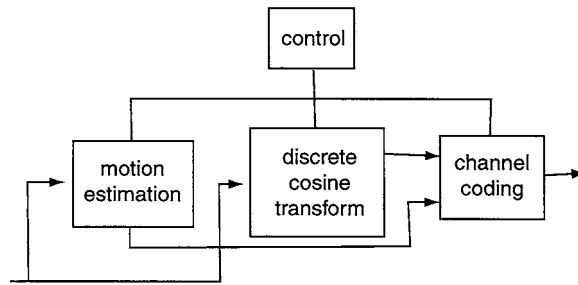 control
motion
estimation
discrete
cosine
transform
channel
coding